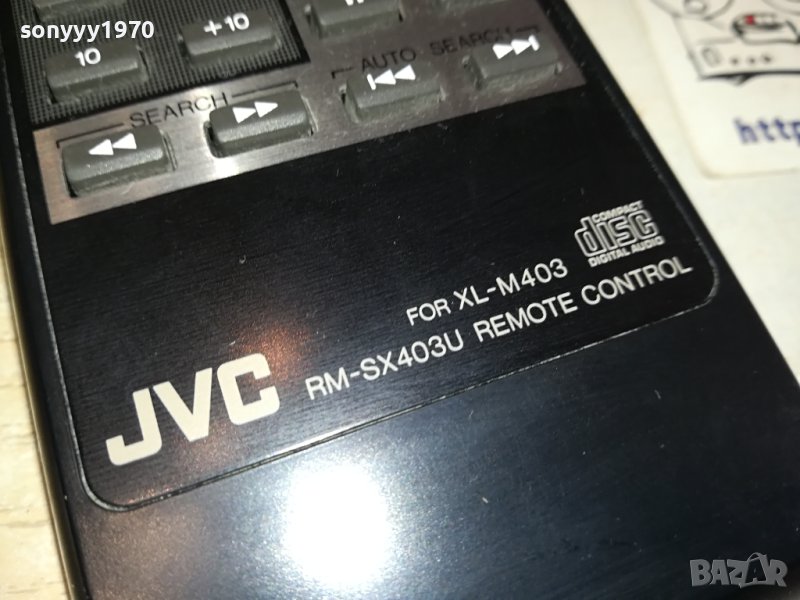 sonyyy1970
10 +10
AUTO SEARCH
SEARCH
http
COMPACT
disc
DIGITAL AUDIO
FOR XL-M403
RM-SX403U REMOTE CONTROL
JVC
BAZAR